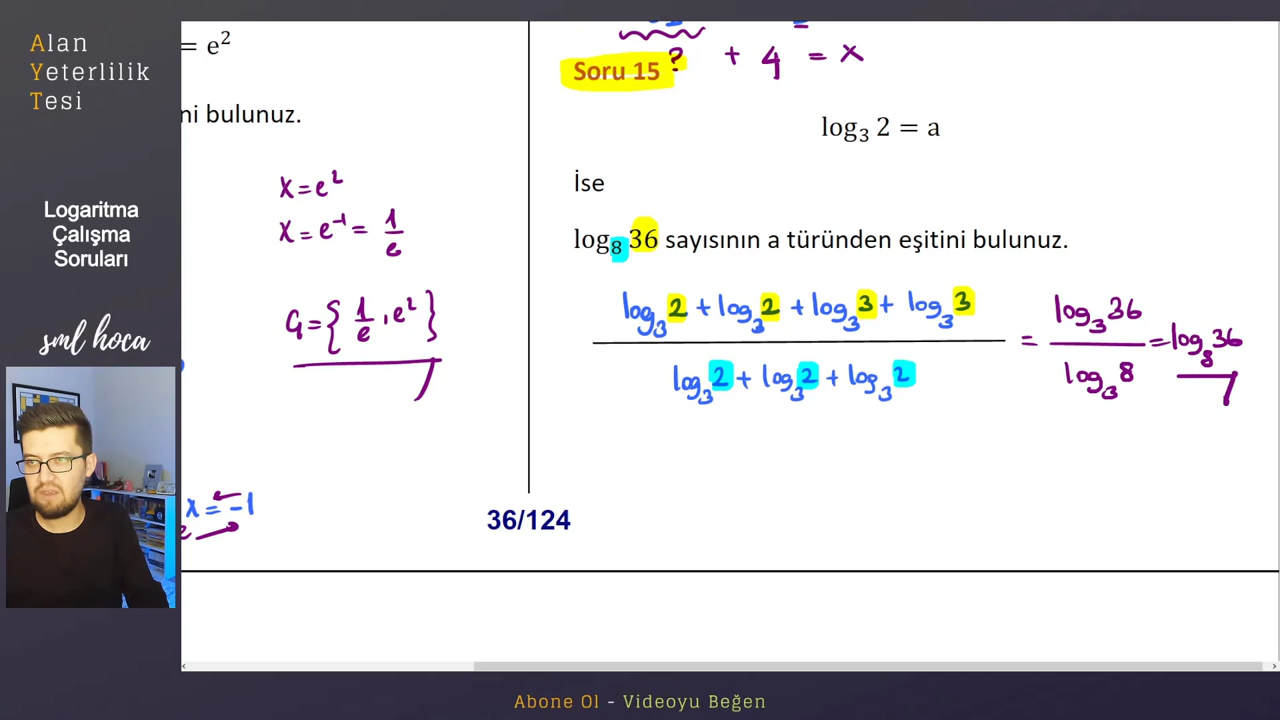 Alan
Yeterlilik
Tesi
Logaritma
Çalışma
Soruları
sml hoca
= e²
ni bulunuz.
x = e²
x = e⁻¹ = 1/e
Ç = { 1/e , e² }
x = -1
e
36/124
? + 4 = x
Soru 15
log₃ 2 = a
İse
log₈ 36 sayısının a türünden eşitini bulunuz.
log₃2 + log₃2 + log₃3 + log₃3 / log₃2 + log₃2 + log₃2 = log₃36 / log₃8 = log₈36
Abone Ol - Videoyu Beğen